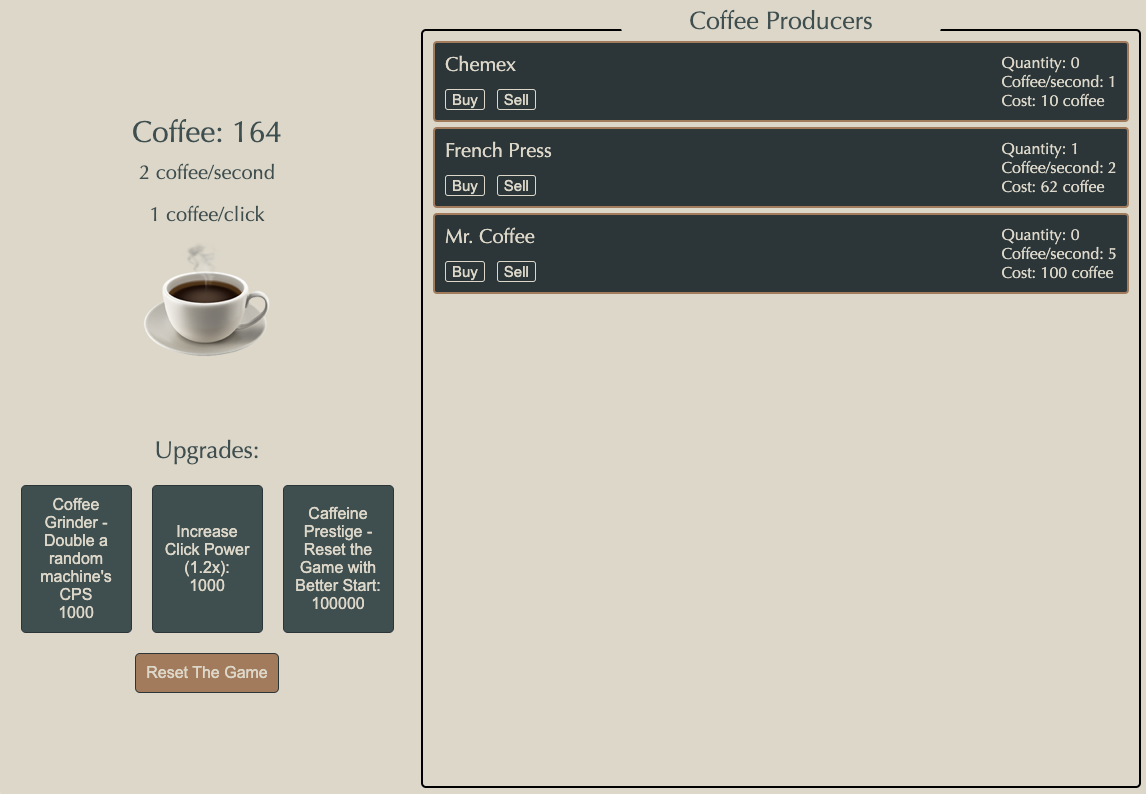 Coffee Producers
Coffee: 164
2 coffee/second
1 coffee/click
Upgrades:
Coffee
Grinder -
Double a
random
machine's
CPS
1000
Increase
Click Power
(1.2x):
1000
Caffeine
Prestige -
Reset the
Game with
Better Start:
100000
Reset The Game
Chemex
Buy Sell
Quantity: 0
Coffee/second: 1
Cost: 10 coffee
French Press
Buy Sell
Quantity: 1
Coffee/second: 2
Cost: 62 coffee
Mr. Coffee
Buy Sell
Quantity: 0
Coffee/second: 5
Cost: 100 coffee